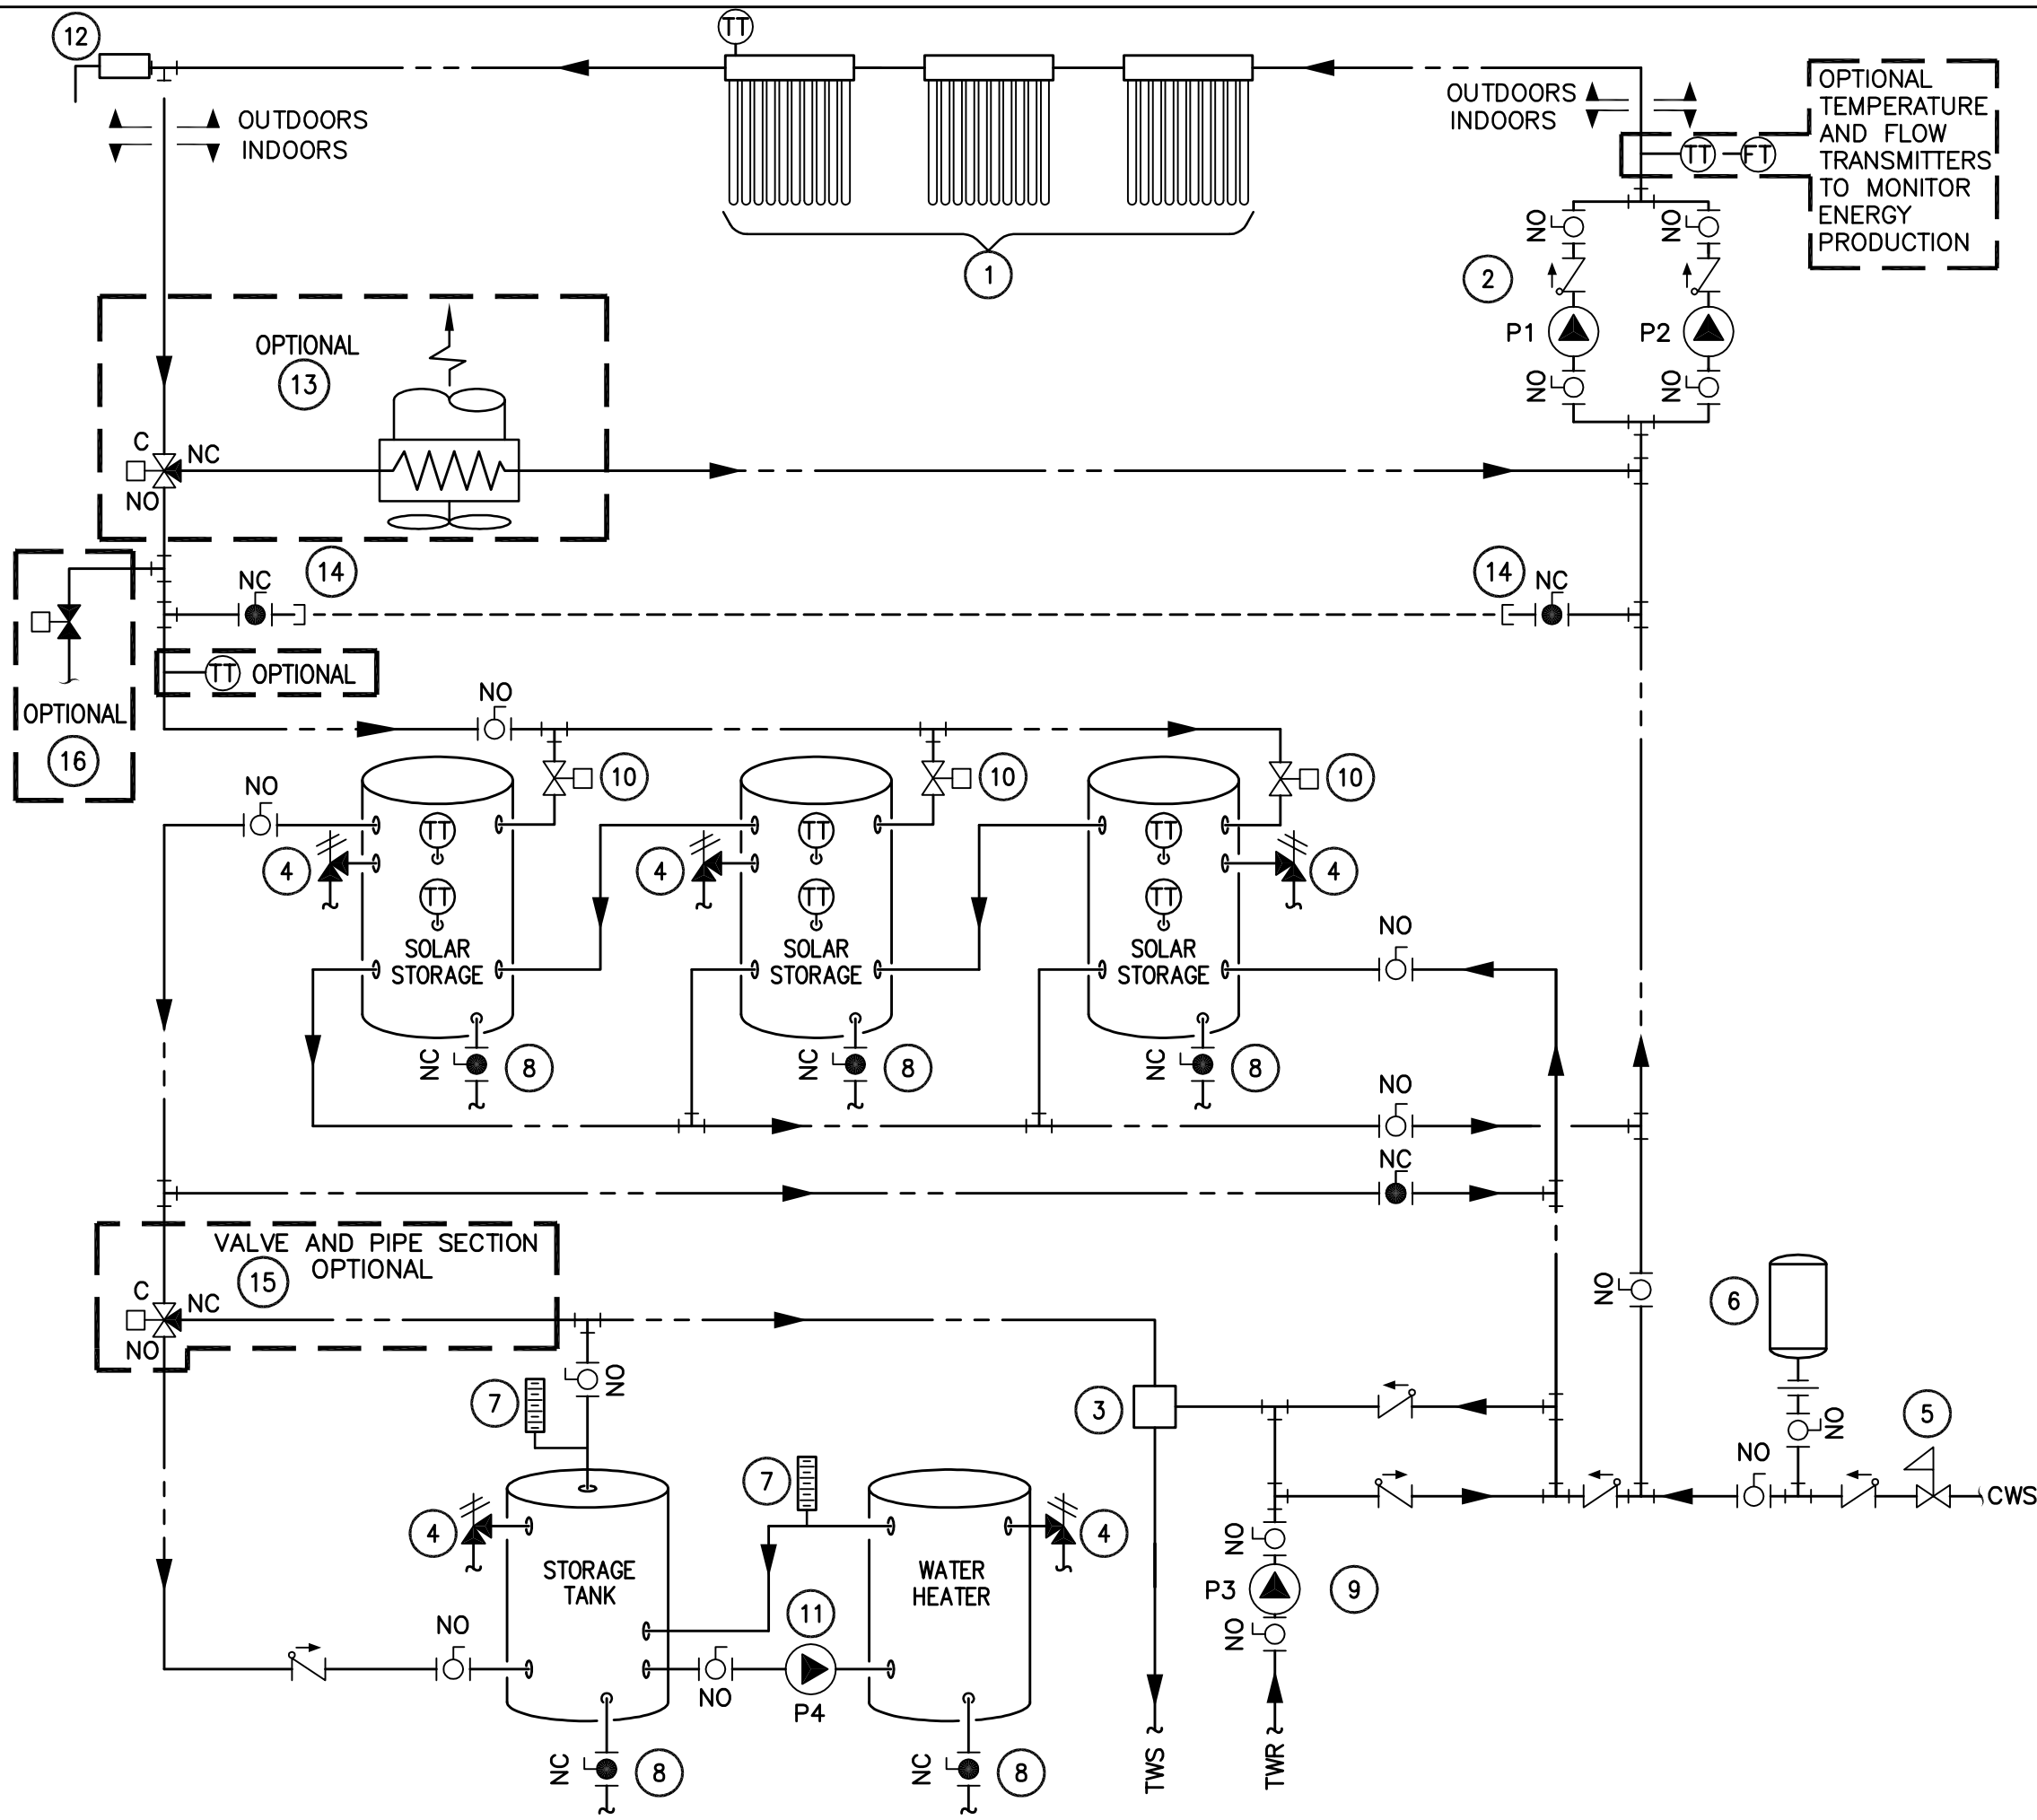 12
TT
OUTDOORS
INDOORS
1
OUTDOORS
INDOORS
TT
FT
OPTIONAL
TEMPERATURE
AND FLOW
TRANSMITTERS
TO MONITOR
ENERGY
PRODUCTION
NO
NO
2
P1
P2
NO
NO
OPTIONAL
13
C
NC
NO
14
NC
14
NC
TT OPTIONAL
OPTIONAL
16
NO
10
10
10
NO
4
TT
TT
SOLAR
STORAGE
4
TT
TT
SOLAR
STORAGE
TT
TT
SOLAR
STORAGE
4
NO
NC
8
NC
8
NC
8
NO
NC
VALVE AND PIPE SECTION
OPTIONAL
15
C
NC
NO
NO
6
7
NO
3
5
NO
NO
CWS
7
4
STORAGE
TANK
WATER
HEATER
4
NO
P3
9
NO
11
NO
NO
P4
TWS
TWR
NC
8
NC
8